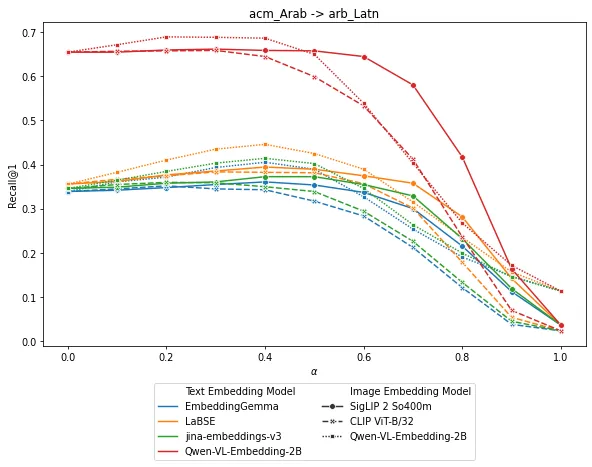 acm_Arab -> arb_Latn
0.7
0.6
0.5
0.4
0.3
0.2
0.1
0.0
Recall@1
0.0 0.2 0.4 0.6 0.8 1.0
α
Text Embedding Model Image Embedding Model
EmbeddingGemma SigLIP 2 So400m
LaBSE CLIP ViT-B/32
jina-embeddings-v3 Qwen-VL-Embedding-2B
Qwen-VL-Embedding-2B